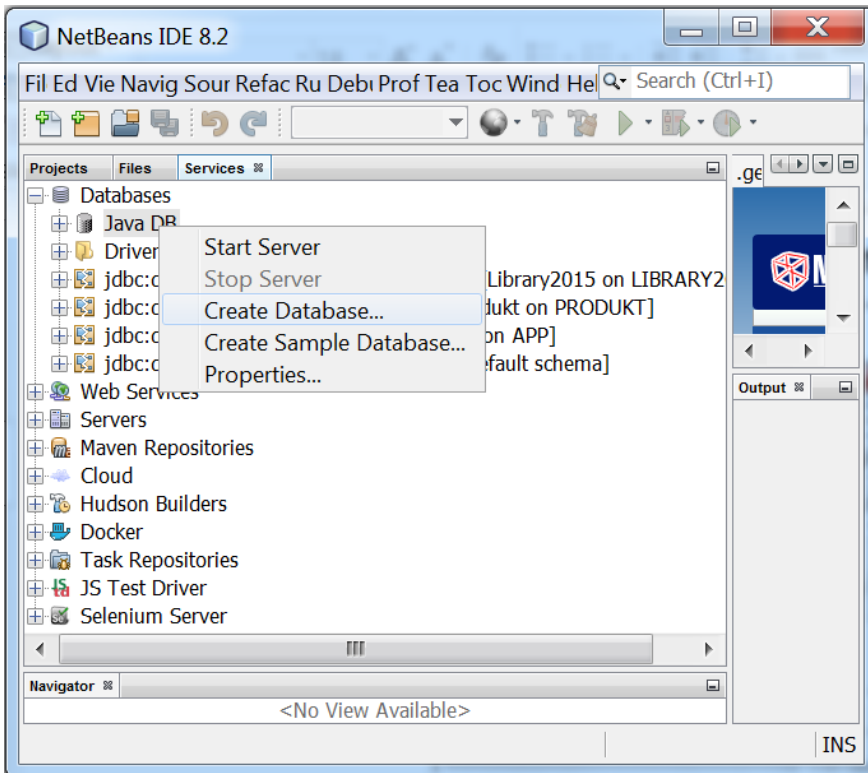 NetBeans IDE 8.2
Fil Ed Vie Navig Sour Refac Ru Debu Prof Tea Toc Wind Hel Search (Ctrl+I)
Projects Files Services
.ge
Databases
Java DB
Driver
jdbc:c [Library2015 on LIBRARY2
jdbc:c dukt on PRODUKT]
jdbc:c on APP]
jdbc:c efault schema]
Start Server
Stop Server
Create Database...
Create Sample Database...
Properties...
Web Services
Servers
Maven Repositories
Cloud
Hudson Builders
Docker
Task Repositories
JS Test Driver
Selenium Server
Output
Navigator
<No View Available>
INS